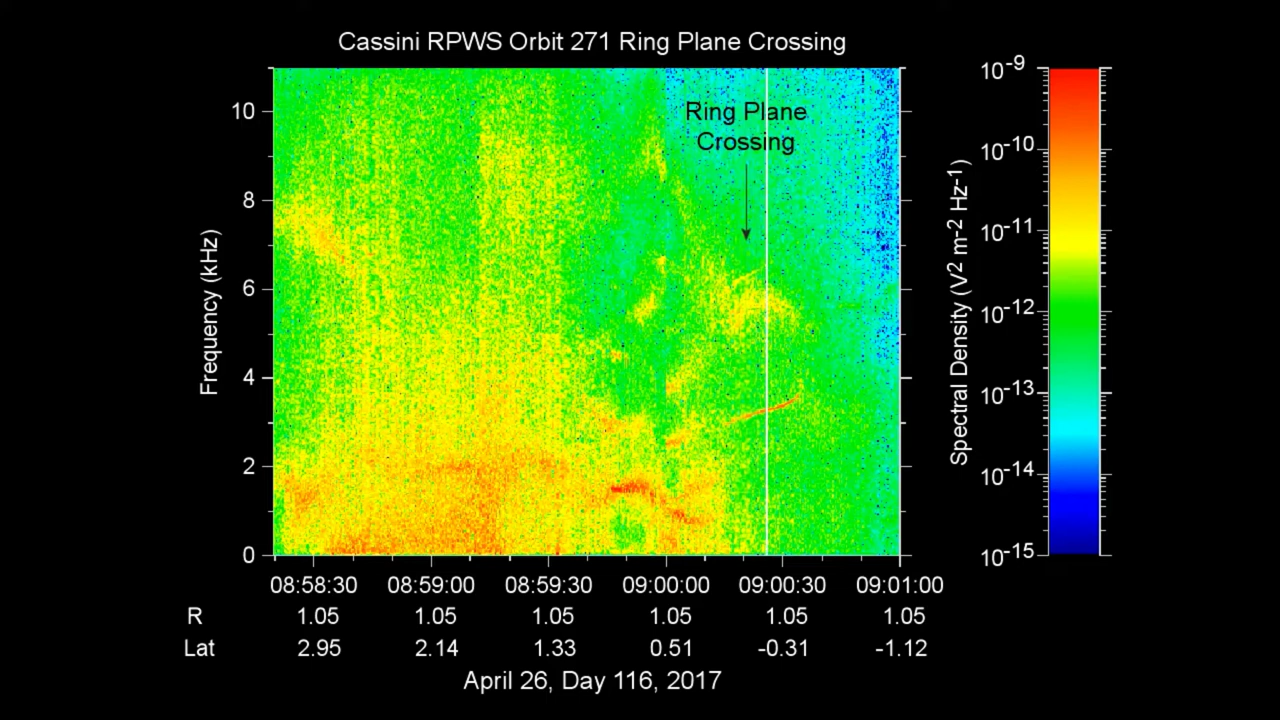 Cassini RPWS Orbit 271 Ring Plane Crossing
Ring Plane
Crossing
Frequency (kHz)
10
8
6
4
2
0
08:58:30 08:59:00 08:59:30 09:00:00 09:00:30 09:01:00
R 1.05 1.05 1.05 1.05 1.05 1.05
Lat 2.95 2.14 1.33 0.51 -0.31 -1.12
April 26, Day 116, 2017
Spectral Density (V² m⁻² Hz⁻¹)
10⁻⁹
10⁻¹⁰
10⁻¹¹
10⁻¹²
10⁻¹³
10⁻¹⁴
10⁻¹⁵